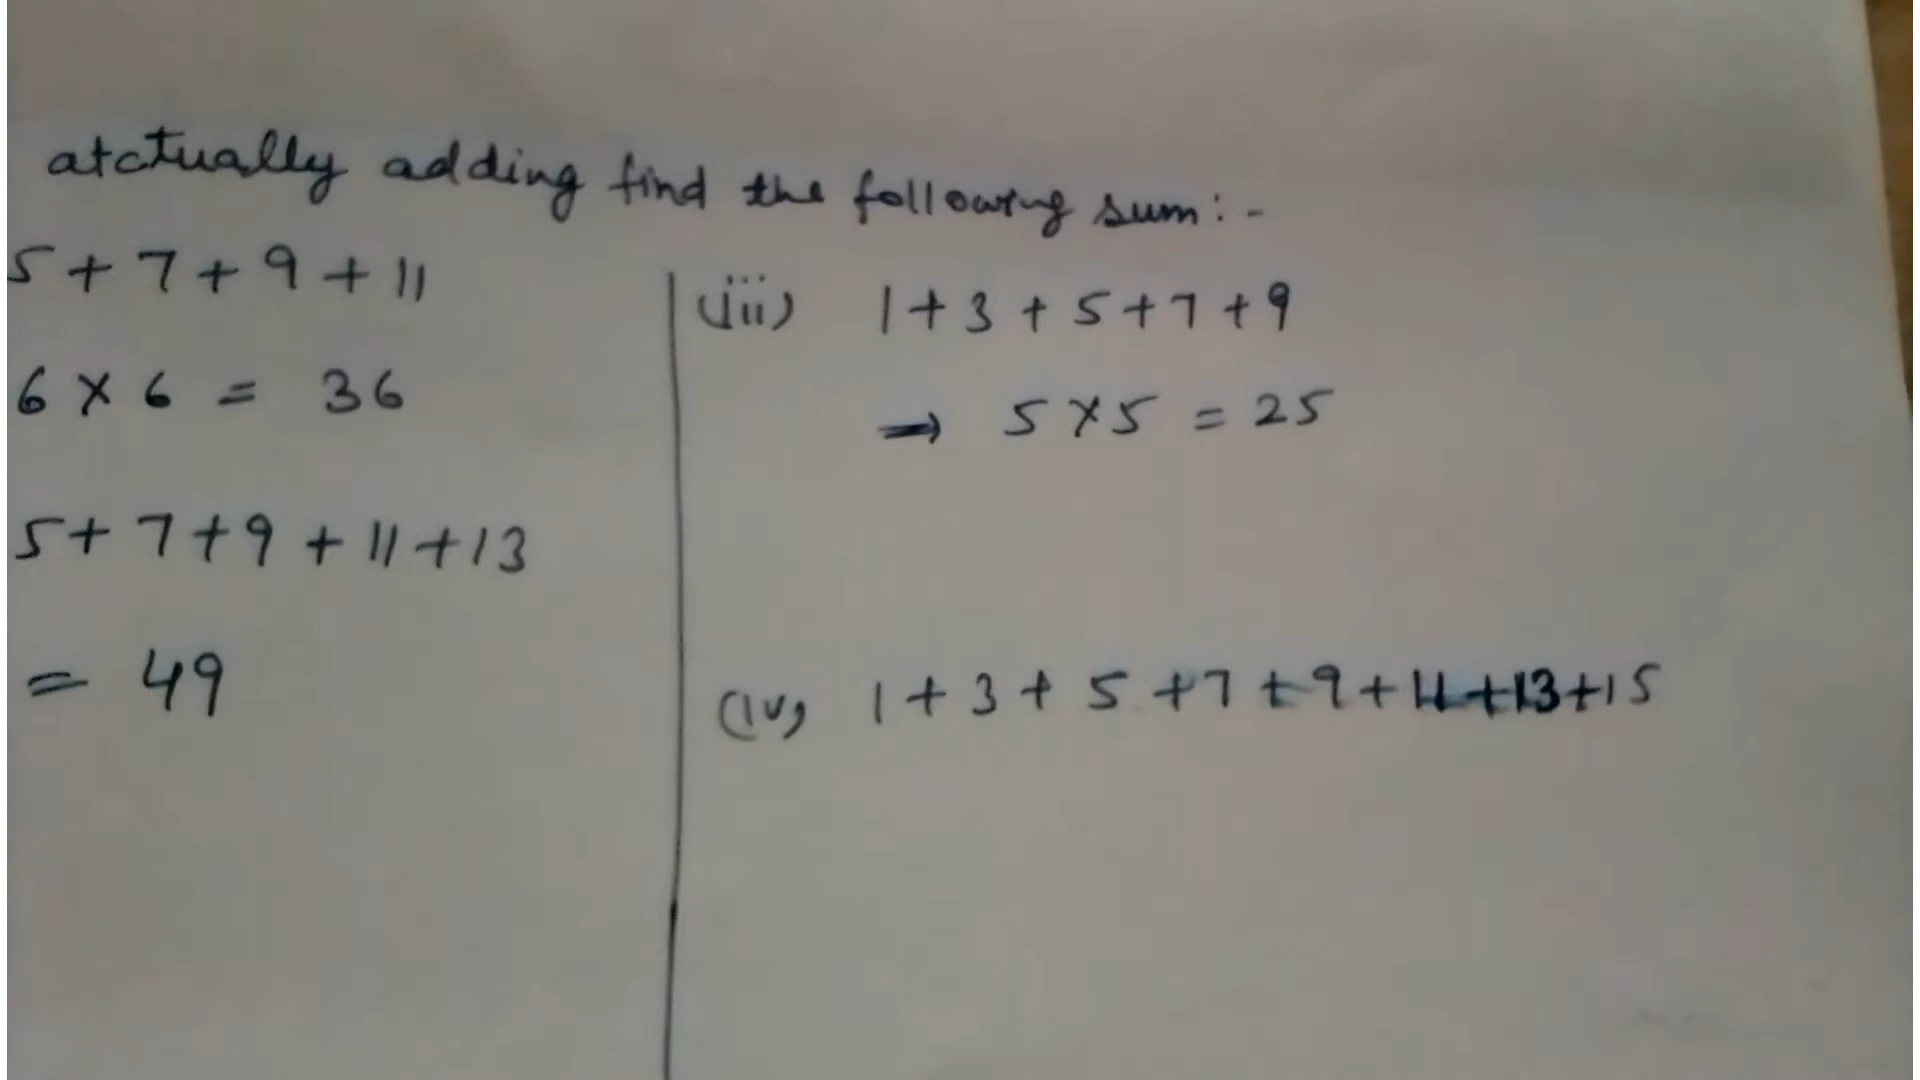 atctually adding find the following sum:-
5 + 7 + 9 + 11
6 × 6 = 36
5 + 7 + 9 + 11 + 13
= 49
(iii) 1 + 3 + 5 + 7 + 9
→ 5 × 5 = 25
(iv) 1 + 3 + 5 + 7 + 9 + 11 + 13 + 15